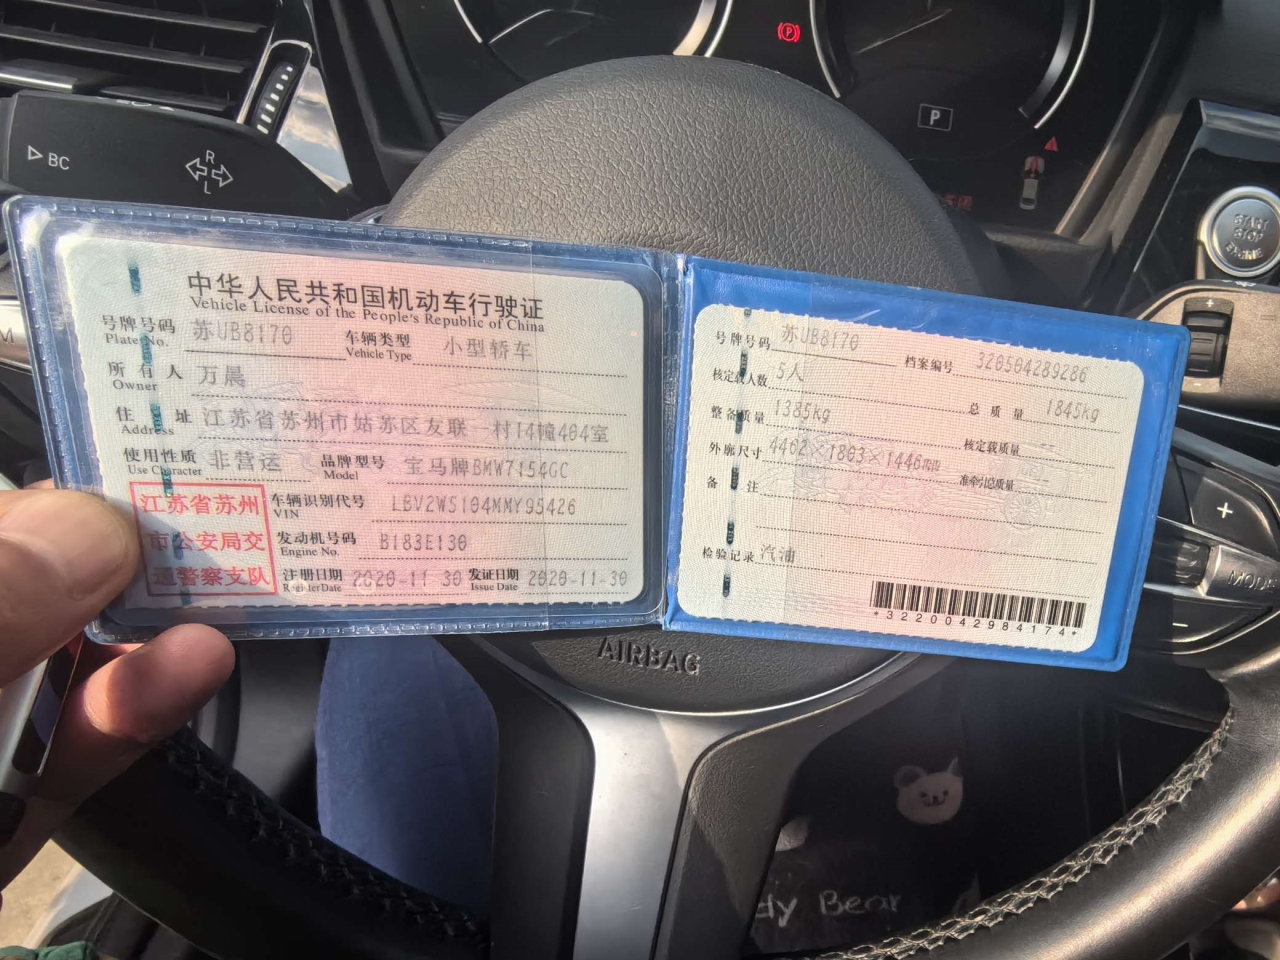 BC
R
L
P
START
STOP
ENGINE
M
中华人民共和国机动车行驶证
Vehicle License of the People's Republic of China
号牌号码 苏UB8170 车辆类型 小型轿车
Plate No. Vehicle Type
所有人 万晨
Owner
住址 江苏省苏州市姑苏区友联一村14幢404室
Address
使用性质 非营运 品牌型号 宝马牌BMW7154GC
Use Character Model
江苏省苏州
市公安局交
通警察支队
车辆识别代号 LBV2WS104MMY95426
VIN
发动机号码 B183E130
Engine No.
注册日期 2020-11-30 发证日期 2020-11-30
Register Date Issue Date
号牌号码 苏UB8170 档案编号 320504289286
核定载人数 5人 总质量 1845kg
整备质量 1385kg 核定载质量 --
外廓尺寸 4462×1803×1446mm 准牵引总质量 --
备注
检验记录 汽油
*3220042984174*
+
MODE
−
AIRBAG
dy Bear